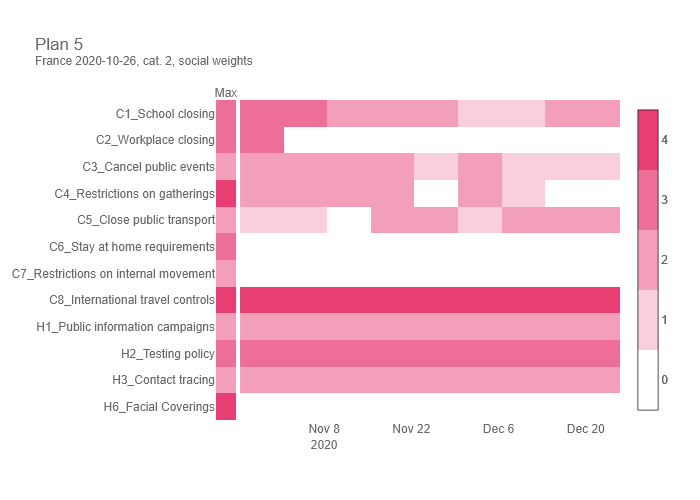 Plan 5
France 2020-10-26, cat. 2, social weights
Max
C1_School closing
C2_Workplace closing
C3_Cancel public events
C4_Restrictions on gatherings
C5_Close public transport
C6_Stay at home requirements
C7_Restrictions on internal movement
C8_International travel controls
H1_Public information campaigns
H2_Testing policy
H3_Contact tracing
H6_Facial Coverings
Nov 8
2020
Nov 22
Dec 6
Dec 20
4
3
2
1
0